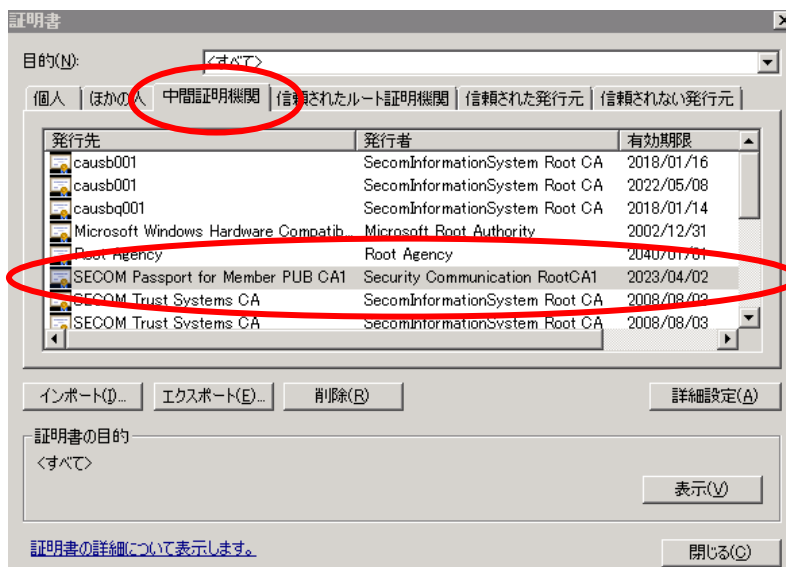 証明書
目的(N): <すべて>
個人 ほかの人 中間証明機関 信頼されたルート証明機関 信頼された発行元 信頼されない発行元
発行先 発行者 有効期限
causb001 SecomInformationSystem Root CA 2018/01/16
causb001 SecomInformationSystem Root CA 2022/05/08
causbq001 SecomInformationSystem Root CA 2018/01/14
Microsoft Windows Hardware Compatib... Microsoft Root Authority 2002/12/31
Root Agency Root Agency 2040/01/01
SECOM Passport for Member PUB CA1 Security Communication RootCA1 2023/04/02
SECOM Trust Systems CA SecomInformationSystem Root CA 2008/08/03
SECOM Trust Systems CA SecomInformationSystem Root CA 2008/08/03
インポート(I)... エクスポート(E)... 削除(R) 詳細設定(A)
証明書の目的
<すべて>
表示(V)
証明書の詳細について表示します。
閉じる(C)